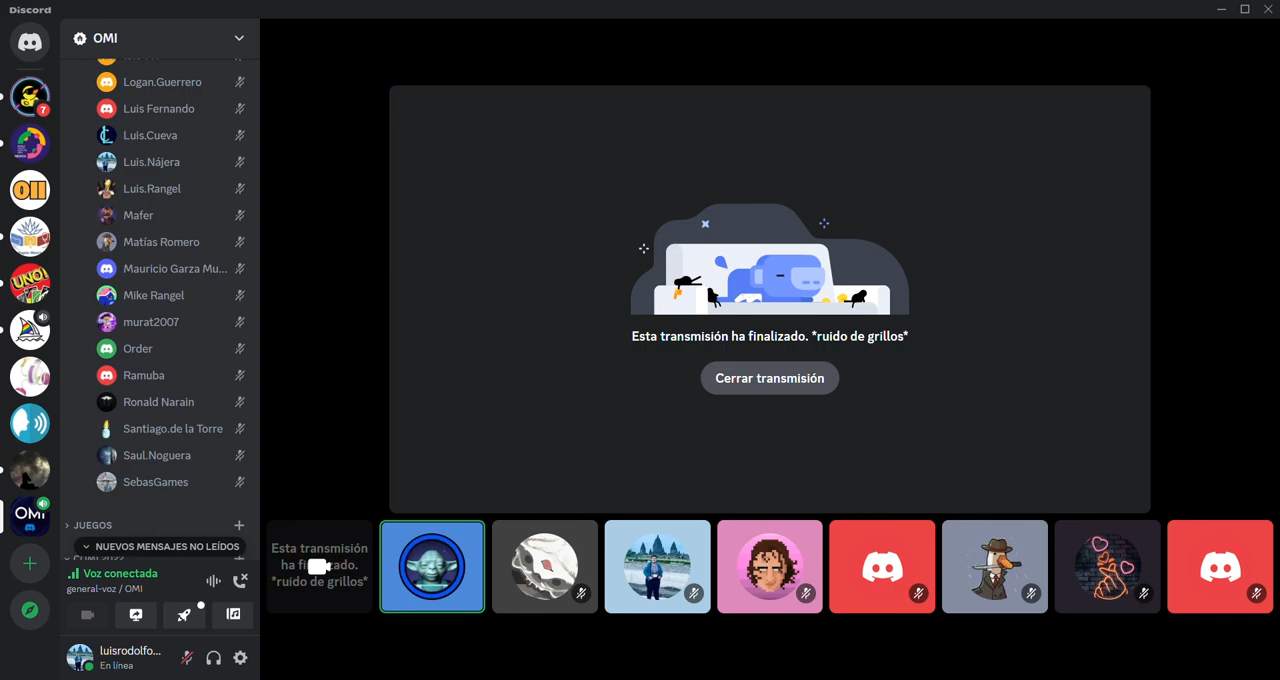 Discord
OMI
Logan.Guerrero
Luis Fernando
Luis.Cueva
Luis.Nájera
Luis.Rangel
Mafer
Matías Romero
Mauricio Garza Mu...
Mike Rangel
murat2007
Order
Ramuba
Ronald Narain
Santiago.de la Torre
Saul.Noguera
SebasGames
JUEGOS
NUEVOS MENSAJES NO LEÍDOS
Voz conectada
general-voz / OMI
luisrodolfo...
En línea
7
OII
UNO!
OMI
Esta transmisión ha finalizado. *ruido de grillos*
Cerrar transmisión
Esta transmisión
ha
*ruido de grillos*